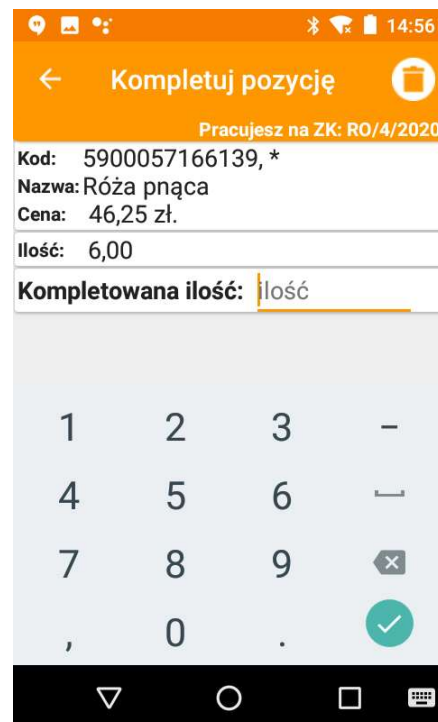 14:56
Kompletuj pozycję
Pracujesz na ZK: RO/4/2020
Kod: 5900057166139, *
Nazwa: Róża pnąca
Cena: 46,25 zł.
Ilość: 6,00
Kompletowana ilość: ilość
1 2 3 -
4 5 6
7 8 9
, 0 .